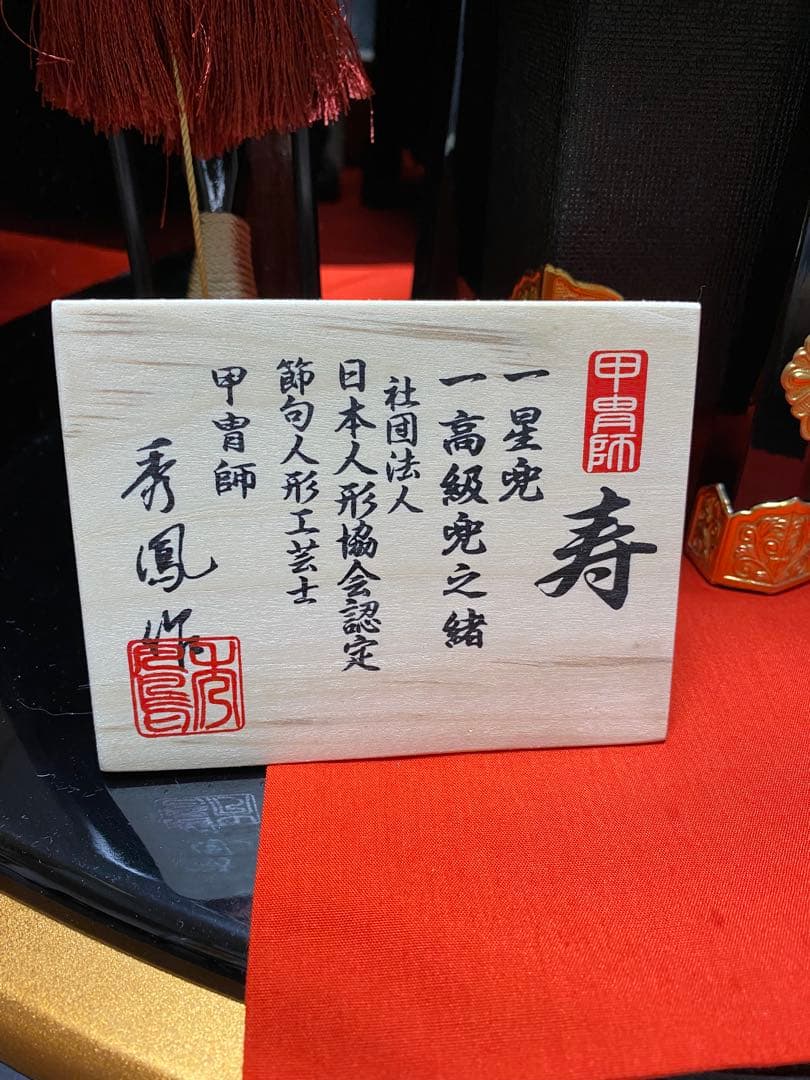 甲冑師
寿
一星兜
一高級兜之緒
社団法人
日本人形協会認定
節句人形工芸士
甲冑師
秀鳳作
秀鳳